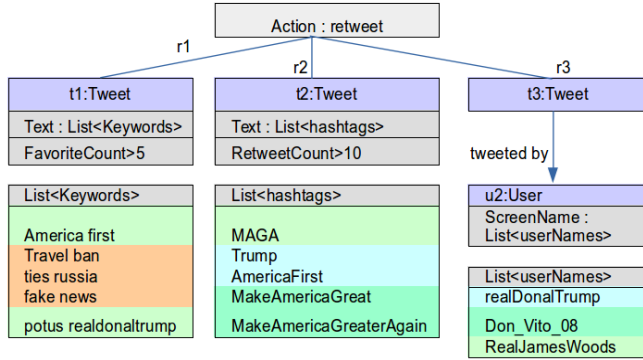 Action : retweet
r1
r2
r3
t1:Tweet
Text : List<Keywords>
FavoriteCount>5
t2:Tweet
Text : List<hashtags>
RetweetCount>10
t3:Tweet
tweeted by
u2:User
ScreenName :
List<userNames>
List<Keywords>
America first
Travel ban
ties russia
fake news
potus realdonaltrump
List<hashtags>
MAGA
Trump
AmericaFirst
MakeAmericaGreat
MakeAmericaGreaterAgain
List<userNames>
realDonalTrump
Don_Vito_08
RealJamesWoods